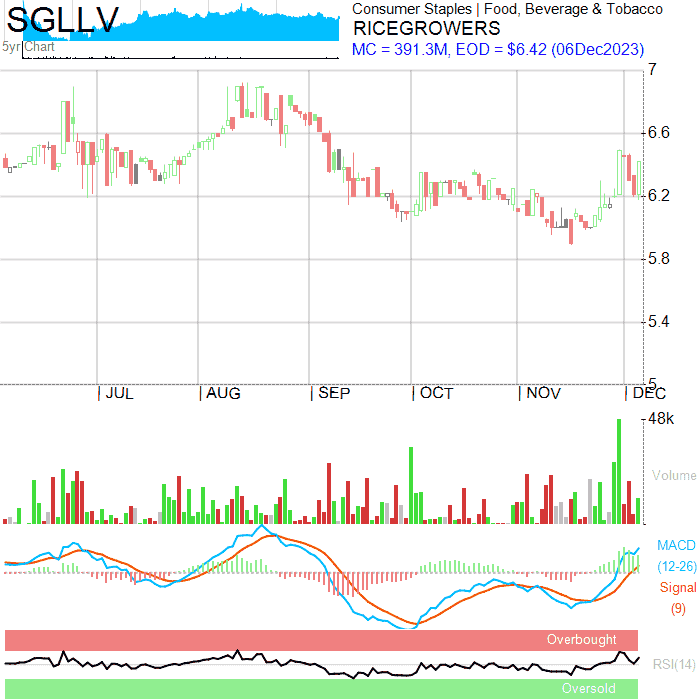 SGLLV
5yr Chart
Consumer Staples | Food, Beverage & Tobacco
RICEGROWERS
MC = 391.3M, EOD = $6.42 (06Dec2023)
7
6.6
6.2
5.8
5.4
5
JUL AUG SEP OCT NOV DEC
48k
Volume
MACD
(12-26)
Signal
(9)
Overbought
RSI(14)
Oversold